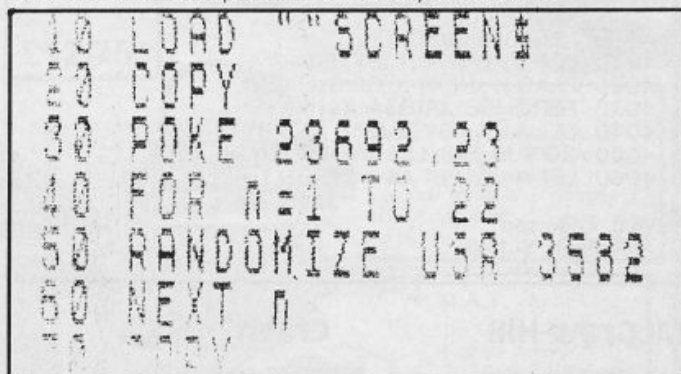 10 LOAD ""SCREEN$
20 COPY
30 POKE 23692 23
40 FOR n=1 TO 22
50 RANDOMIZE USR 3582
60 NEXT n
COPY